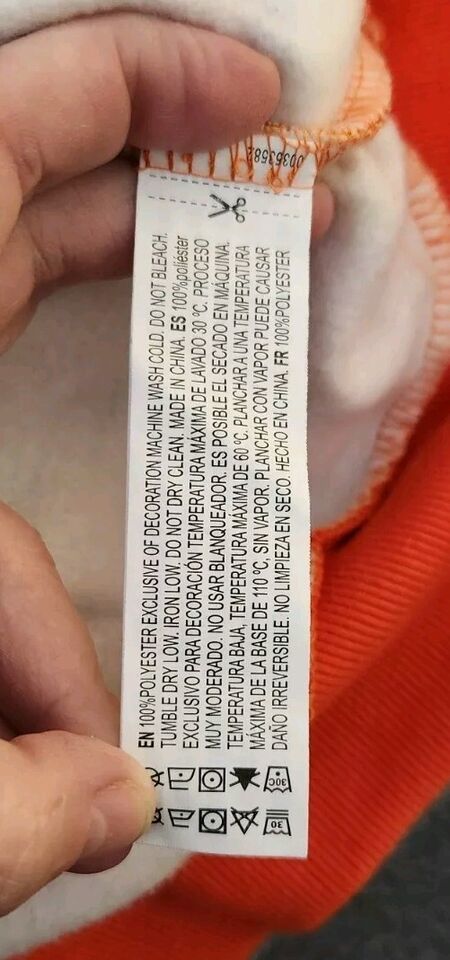 0035358
EN 100%POLYESTER EXCLUSIVE OF DECORATION MACHINE WASH COLD. DO NOT BLEACH.
TUMBLE DRY LOW. IRON LOW. DO NOT DRY CLEAN. MADE IN CHINA. ES 100%poliéster
EXCLUSIVO PARA DECORACIÓN TEMPERATURA MÁXIMA DE LAVADO 30 °C. PROCESO
MUY MODERADO. NO USAR BLANQUEADOR. ES POSIBLE EL SECADO EN MÁQUINA.
TEMPERATURA BAJA, TEMPERATURA MÁXIMA DE 60 °C. PLANCHAR A UNA TEMPERATURA
MÁXIMA DE LA BASE DE 110 °C, SIN VAPOR. PLANCHAR CON VAPOR PUEDE CAUSAR
DAÑO IRREVERSIBLE. NO LIMPIEZA EN SECO. HECHO EN CHINA. FR 100%POLYESTER
30C
30